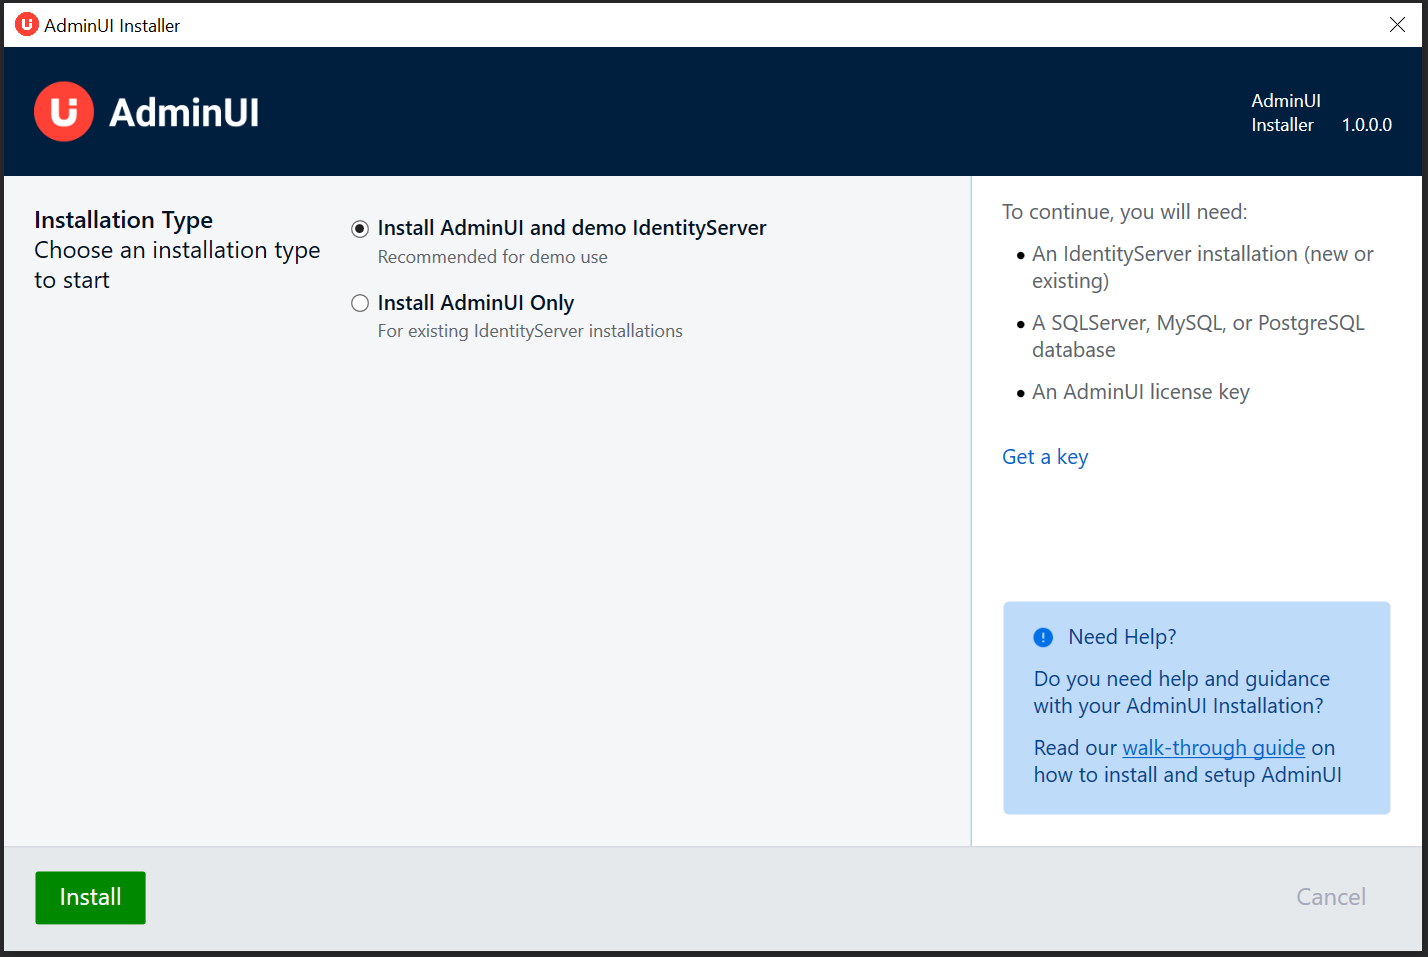 AdminUI Installer
AdminUI
AdminUI
Installer 1.0.0.0
Installation Type
Choose an installation type
to start
Install AdminUI and demo IdentityServer
Recommended for demo use
Install AdminUI Only
For existing IdentityServer installations
To continue, you will need:
An IdentityServer installation (new or
existing)
A SQLServer, MySQL, or PostgreSQL
database
An AdminUI license key
Get a key
Need Help?
Do you need help and guidance
with your AdminUI Installation?
Read our walk-through guide on
how to install and setup AdminUI
Install
Cancel